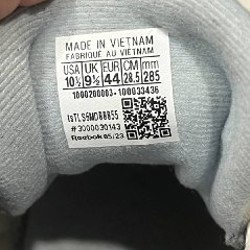 MADE IN VIETNAM
FABRIQUÉ AU VIETNAM
USA UK EUR CM mm
10½ 9½ 44 28.5 285
1000200003-100033436
#3000030143
Reebok 05/23